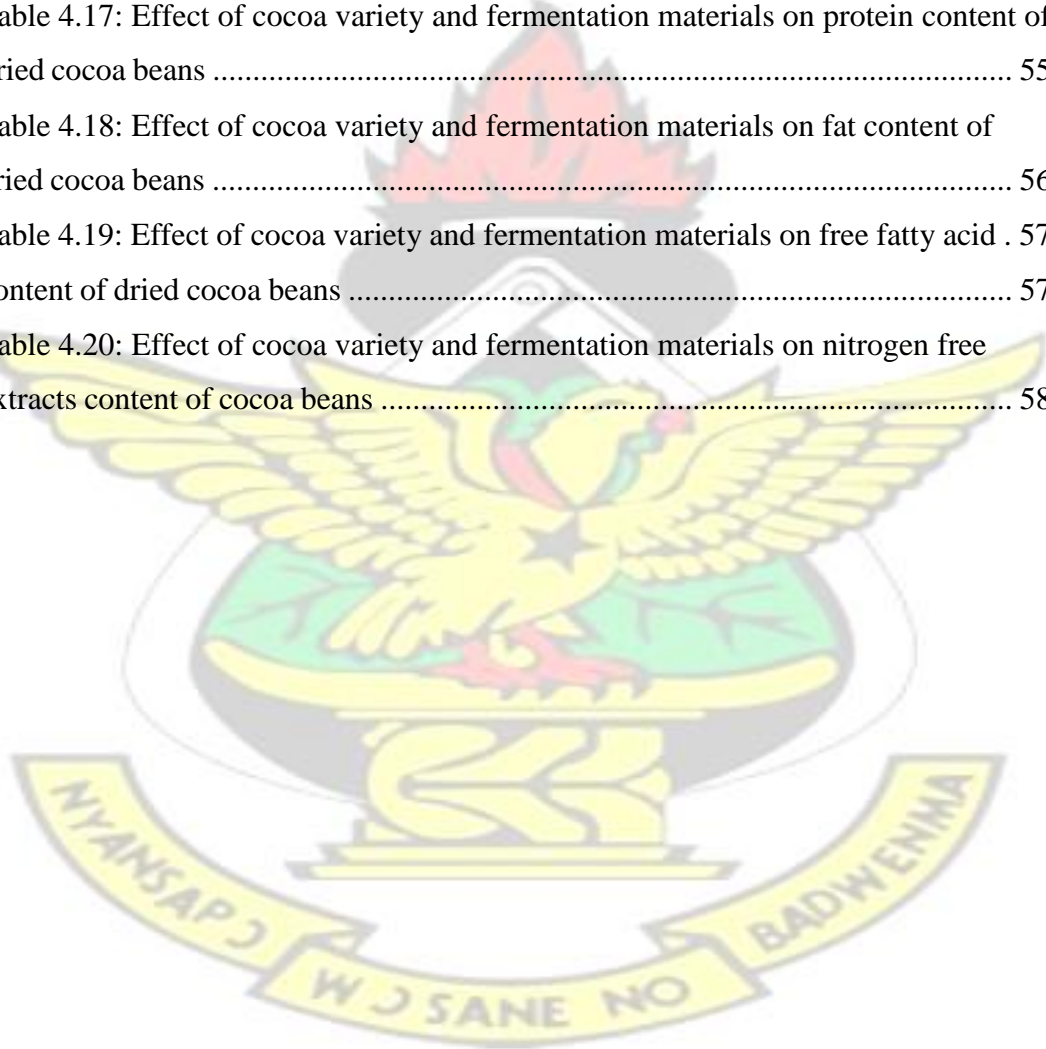 able 4.17: Effect of cocoa variety and fermentation materials on protein content of
ried cocoa beans .......................................................................................................... 55
able 4.18: Effect of cocoa variety and fermentation materials on fat content of
ried cocoa beans .......................................................................................................... 56
able 4.19: Effect of cocoa variety and fermentation materials on free fatty acid . 57
ontent of dried cocoa beans ........................................................................................ 57
able 4.20: Effect of cocoa variety and fermentation materials on nitrogen free
xtracts content of cocoa beans .................................................................................... 58
NYANSAPƆ WƆSANE NO BADWENMA